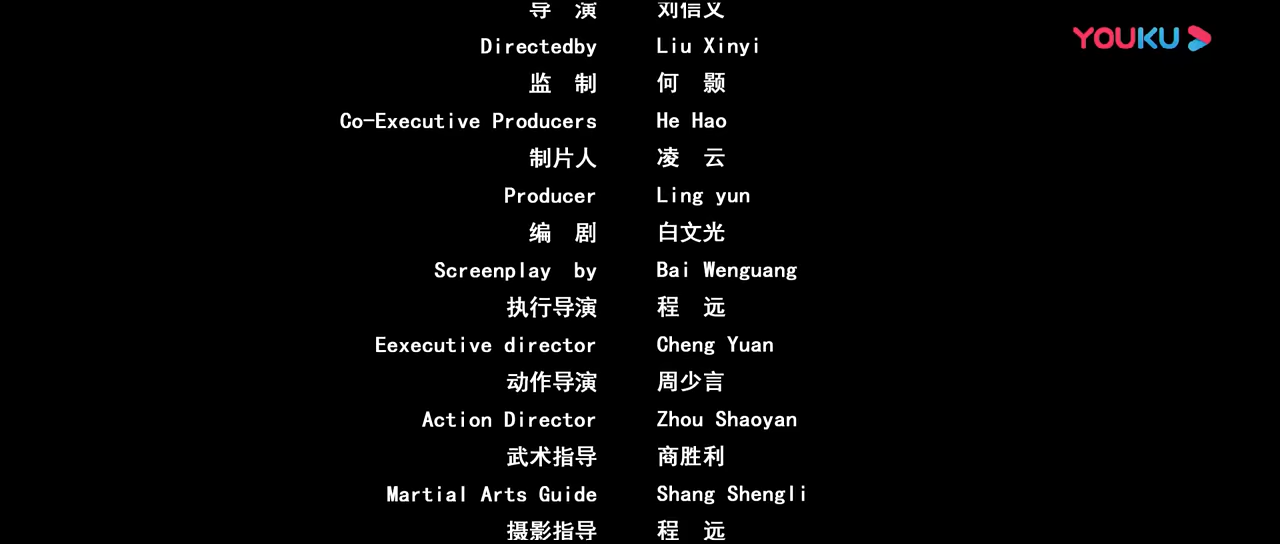 导 演 刘信义
YOUKU
Directedby Liu Xinyi
监 制 何 颢
Co-Executive Producers He Hao
制片人 凌 云
Producer Ling yun
编 剧 白文光
Screenplay by Bai Wenguang
执行导演 程 远
Eexecutive director Cheng Yuan
动作导演 周少言
Action Director Zhou Shaoyan
武术指导 商胜利
Martial Arts Guide Shang Shengli
摄影指导 程 远